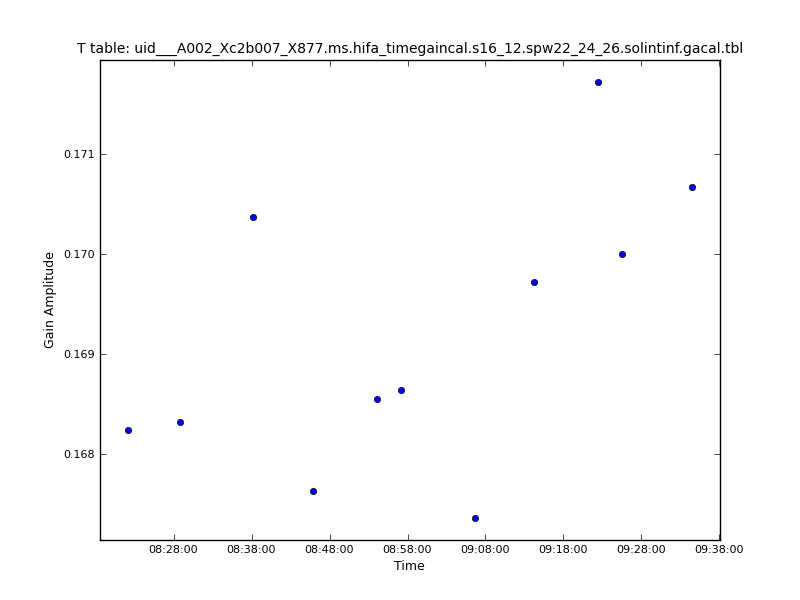 T table: uid___A002_Xc2b007_X877.ms.hifa_timegaincal.s16_12.spw22_24_26.solintinf.gacal.tbl
Gain Amplitude
0.171
0.170
0.169
0.168
08:28:00 08:38:00 08:48:00 08:58:00 09:08:00 09:18:00 09:28:00 09:38:00
Time